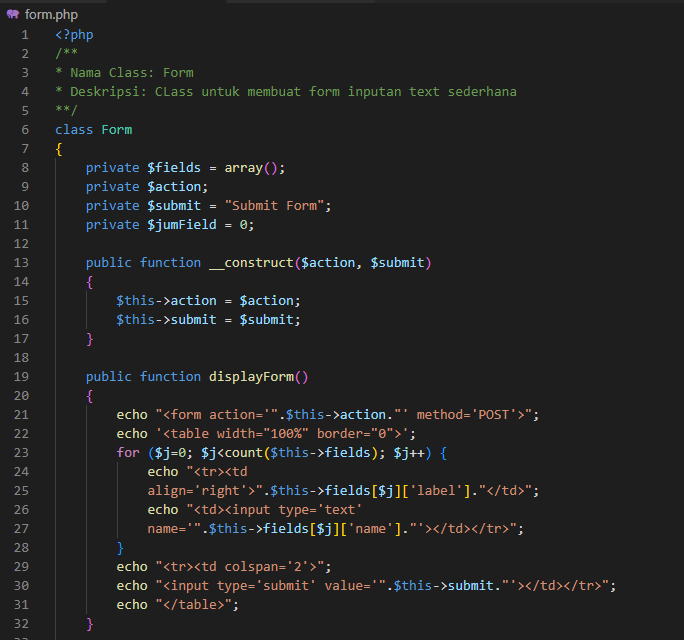 form.php
1 <?php
2 /**
3 * Nama Class: Form
4 * Deskripsi: CLass untuk membuat form inputan text sederhana
5 **/
6 class Form
7 {
8 private $fields = array();
9 private $action;
10 private $submit = "Submit Form";
11 private $jumField = 0;
12
13 public function __construct($action, $submit)
14 {
15 $this->action = $action;
16 $this->submit = $submit;
17 }
18
19 public function displayForm()
20 {
21 echo "<form action='".$this->action."' method='POST'>";
22 echo '<table width="100%" border="0">';
23 for ($j=0; $j<count($this->fields); $j++) {
24 echo "<tr><td
25 align='right'>".$this->fields[$j]['label']."</td>";
26 echo "<td><input type='text'
27 name='".$this->fields[$j]['name']."'></td></tr>";
28 }
29 echo "<tr><td colspan='2'>";
30 echo "<input type='submit' value='".$this->submit."'></td></tr>";
31 echo "</table>";
32 }